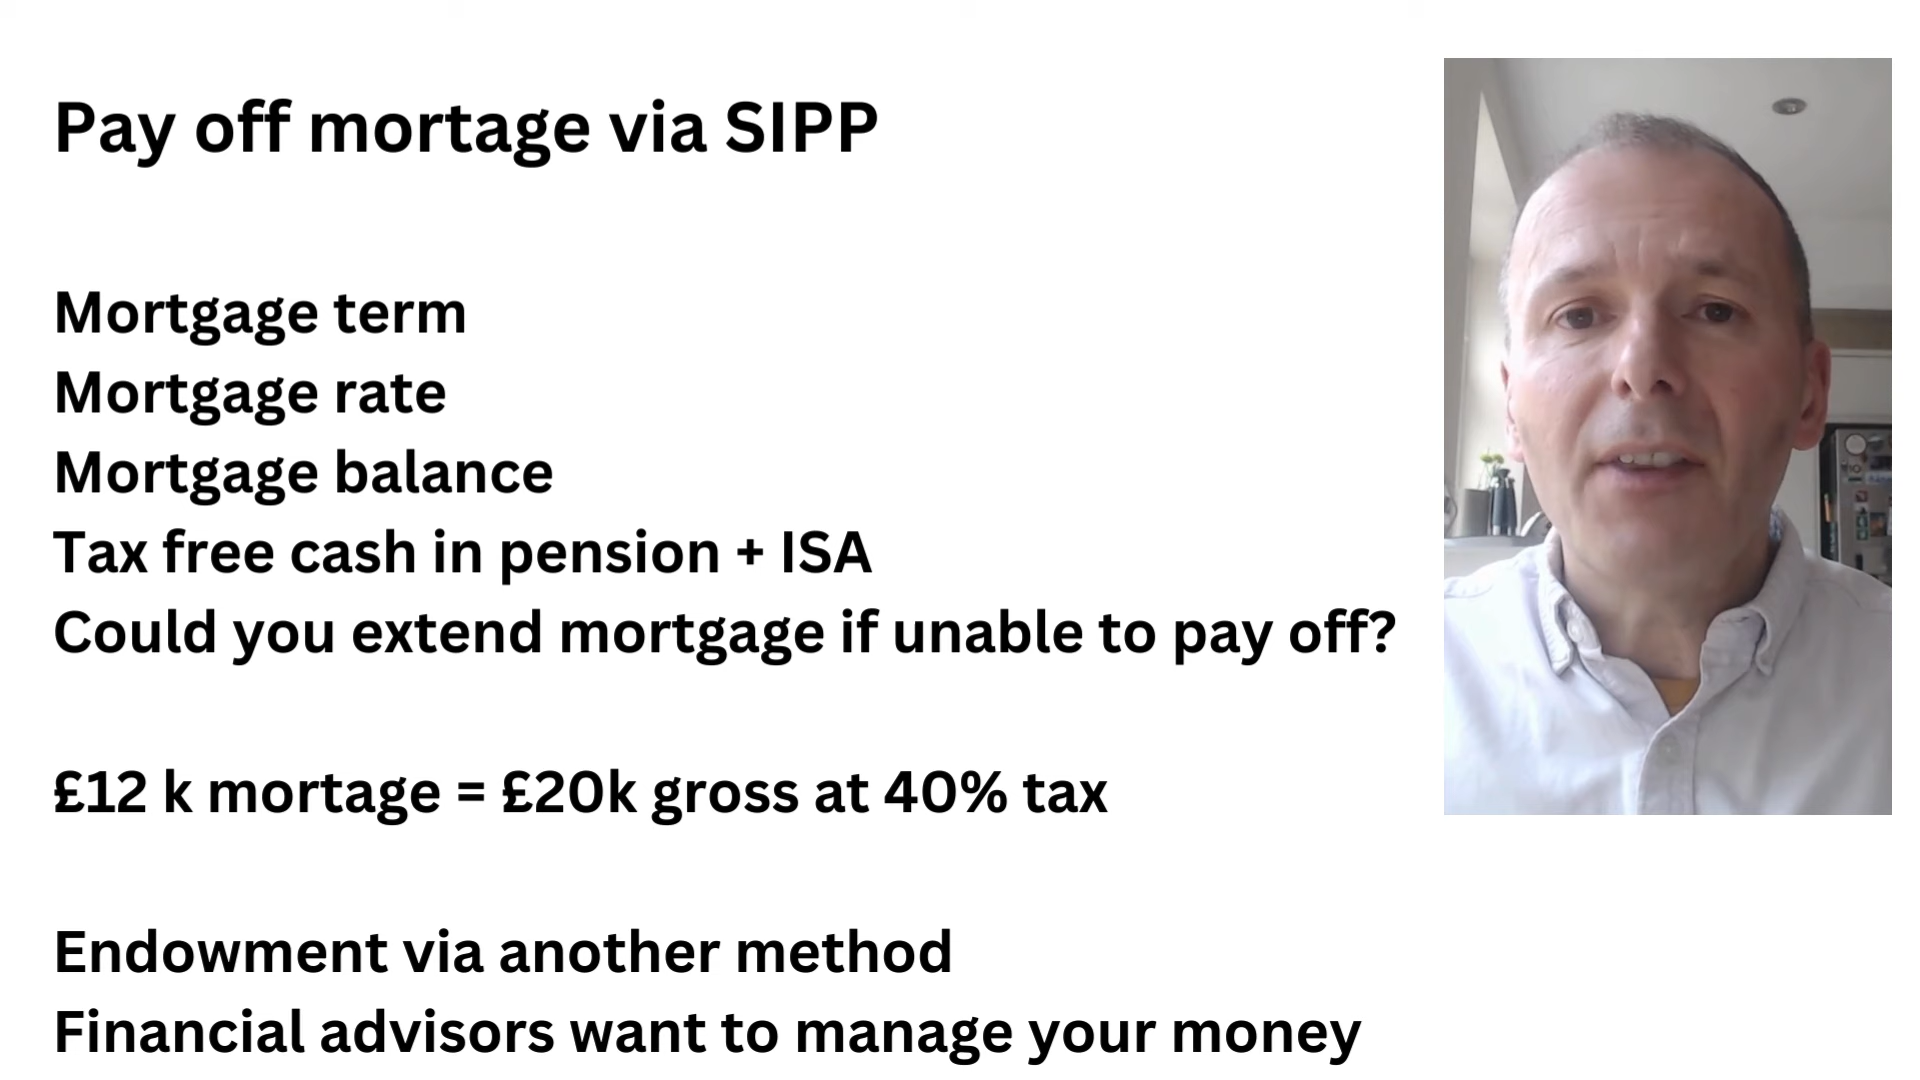 Pay off mortage via SIPP
Mortgage term
Mortgage rate
Mortgage balance
Tax free cash in pension + ISA
Could you extend mortgage if unable to pay off?
£12 k mortage = £20k gross at 40% tax
Endowment via another method
Financial advisors want to manage your money